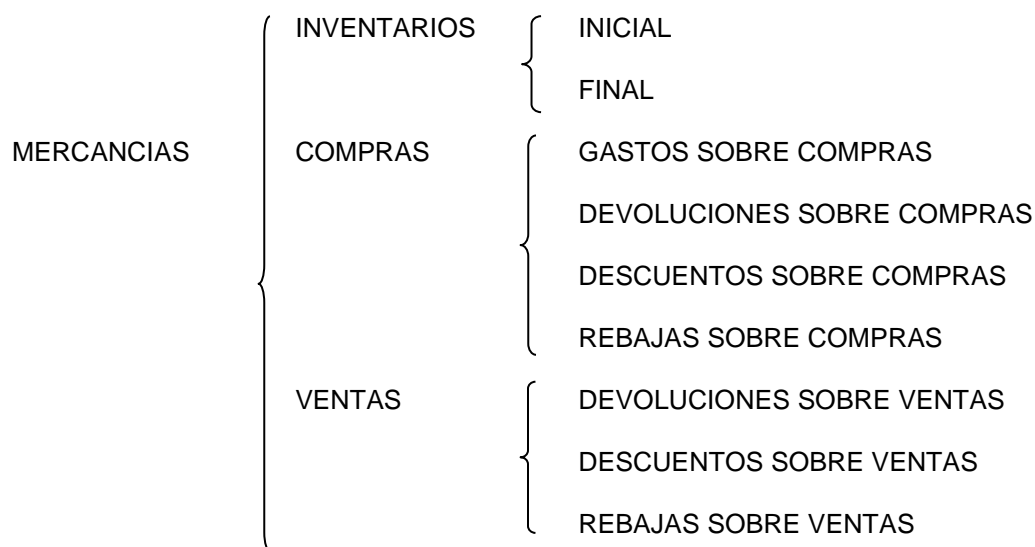 INVENTARIOS INICIAL
FINAL
MERCANCIAS COMPRAS GASTOS SOBRE COMPRAS
DEVOLUCIONES SOBRE COMPRAS
DESCUENTOS SOBRE COMPRAS
REBAJAS SOBRE COMPRAS
VENTAS DEVOLUCIONES SOBRE VENTAS
DESCUENTOS SOBRE VENTAS
REBAJAS SOBRE VENTAS